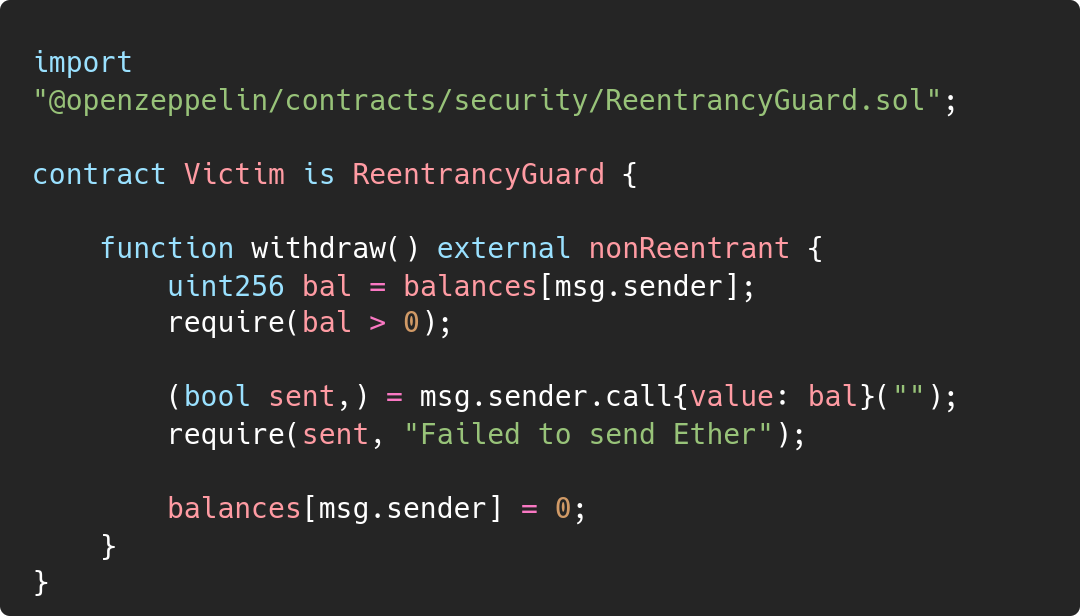 import
"@openzeppelin/contracts/security/ReentrancyGuard.sol";
contract Victim is ReentrancyGuard {
function withdraw() external nonReentrant {
uint256 bal = balances[msg.sender];
require(bal > 0);
(bool sent,) = msg.sender.call{value: bal}("");
require(sent, "Failed to send Ether");
balances[msg.sender] = 0;
}
}